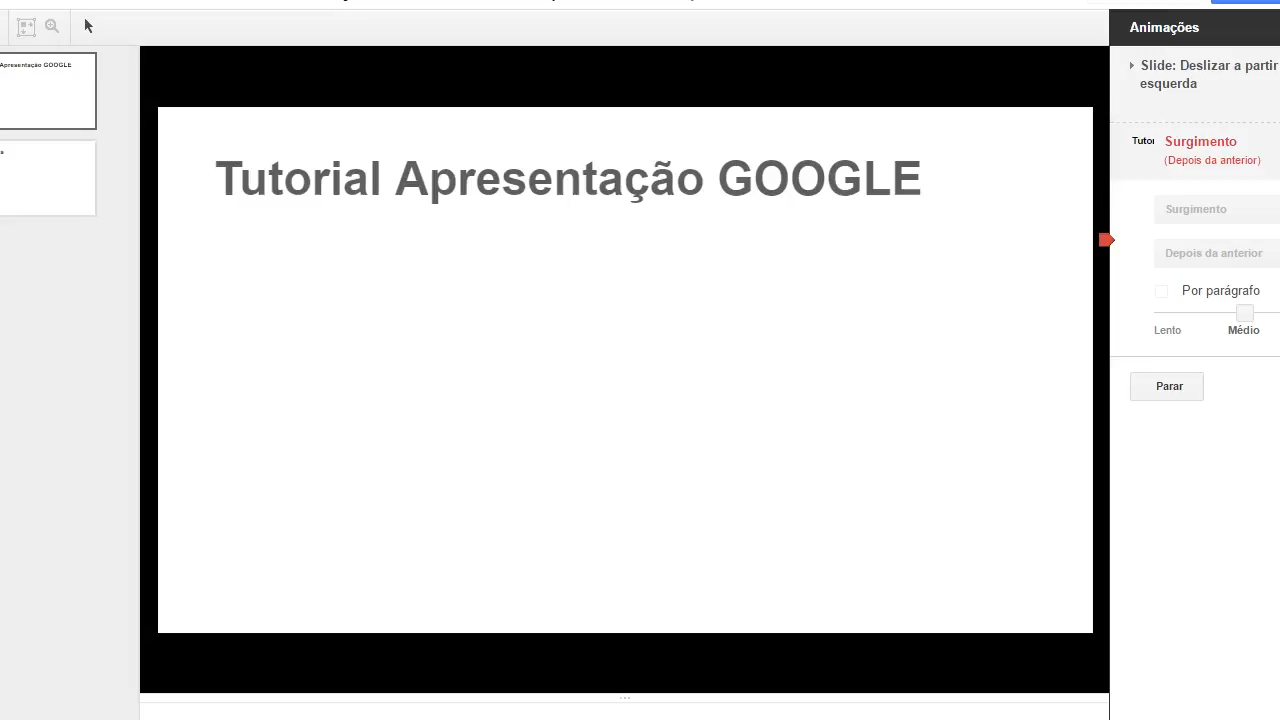 Animações
Apresentação GOOGLE
Slide: Deslizar a partir
esquerda
Tutor
Surgimento
(Depois da anterior)
Tutorial Apresentação GOOGLE
Surgimento
Depois da anterior
Por parágrafo
Lento
Médio
Parar